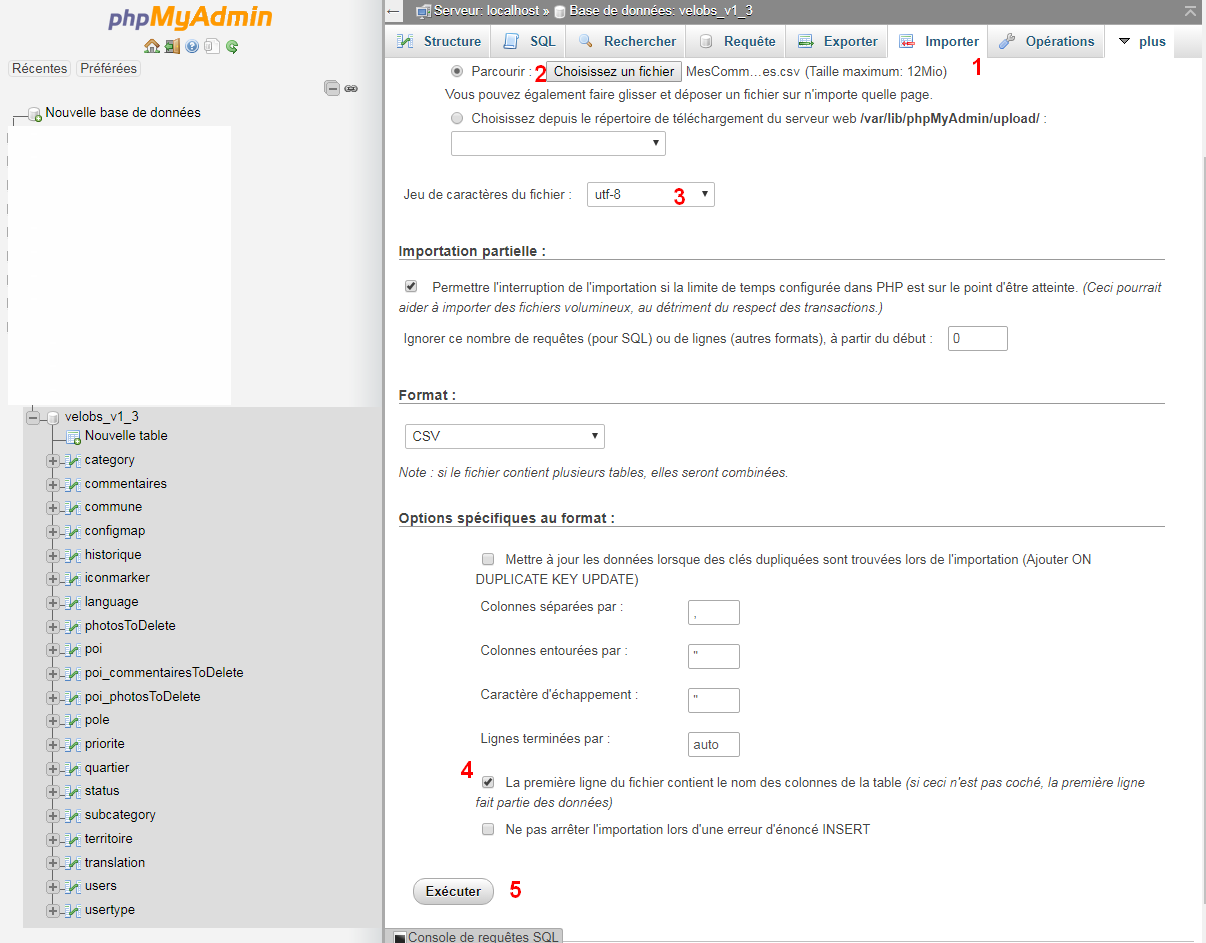 phpMyAdmin
Récentes Préférées
Nouvelle base de données
velobs_v1_3
Nouvelle table
category
commentaires
commune
configmap
historique
iconmarker
language
photosToDelete
poi
poi_commentairesToDelete
poi_photosToDelete
pole
priorite
quartier
status
subcategory
territoire
translation
users
usertype
Serveur: localhost » Base de données: velobs_v1_3
Structure SQL Rechercher Requête Exporter Importer Opérations plus
1
Parcourir : 2 Choisissez un fichier MesComm...es.csv (Taille maximum: 12Mio)
Vous pouvez également faire glisser et déposer un fichier sur n'importe quelle page.
Choisissez depuis le répertoire de téléchargement du serveur web /var/lib/phpMyAdmin/upload/ :
Jeu de caractères du fichier : utf-8 3
Importation partielle :
Permettre l'interruption de l'importation si la limite de temps configurée dans PHP est sur le point d'être atteinte. (Ceci pourrait
aider à importer des fichiers volumineux, au détriment du respect des transactions.)
Ignorer ce nombre de requêtes (pour SQL) ou de lignes (autres formats), à partir du début : 0
Format :
CSV
Note : si le fichier contient plusieurs tables, elles seront combinées.
Options spécifiques au format :
Mettre à jour les données lorsque des clés dupliquées sont trouvées lors de l'importation (Ajouter ON
DUPLICATE KEY UPDATE)
Colonnes séparées par : ,
Colonnes entourées par : "
Caractère d'échappement : "
Lignes terminées par : auto
4
La première ligne du fichier contient le nom des colonnes de la table (si ceci n'est pas coché, la première ligne
fait partie des données)
Ne pas arrêter l'importation lors d'une erreur d'énoncé INSERT
Exécuter 5
Console de requêtes SQL